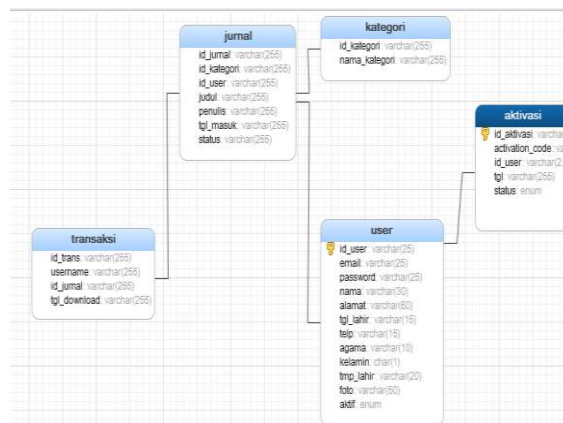 jurnal
id_jurnal: varchar(255)
id_kategori: varchar(255)
id_user: varchar(255)
judul: varchar(255)
penulis: varchar(255)
tgl_masuk: varchar(255)
status: varchar(255)
kategori
id_kategori: varchar(255)
nama_kategori: varchar(255)
aktivasi
id_aktivasi: varchar
activation_code: va
id_user: varchar(2
tgl: varchar(255)
status: enum
transaksi
id_trans: varchar(255)
username: varchar(255)
id_jurnal: varchar(255)
tgl_download: varchar(255)
user
id_user: varchar(25)
email: varchar(25)
password: varchar(25)
nama: varchar(30)
alamat: varchar(60)
tgl_lahir: varchar(15)
telp: varchar(15)
agama: varchar(10)
kelamin: char(1)
tmp_lahir: varchar(20)
foto: varchar(50)
aktif: enum